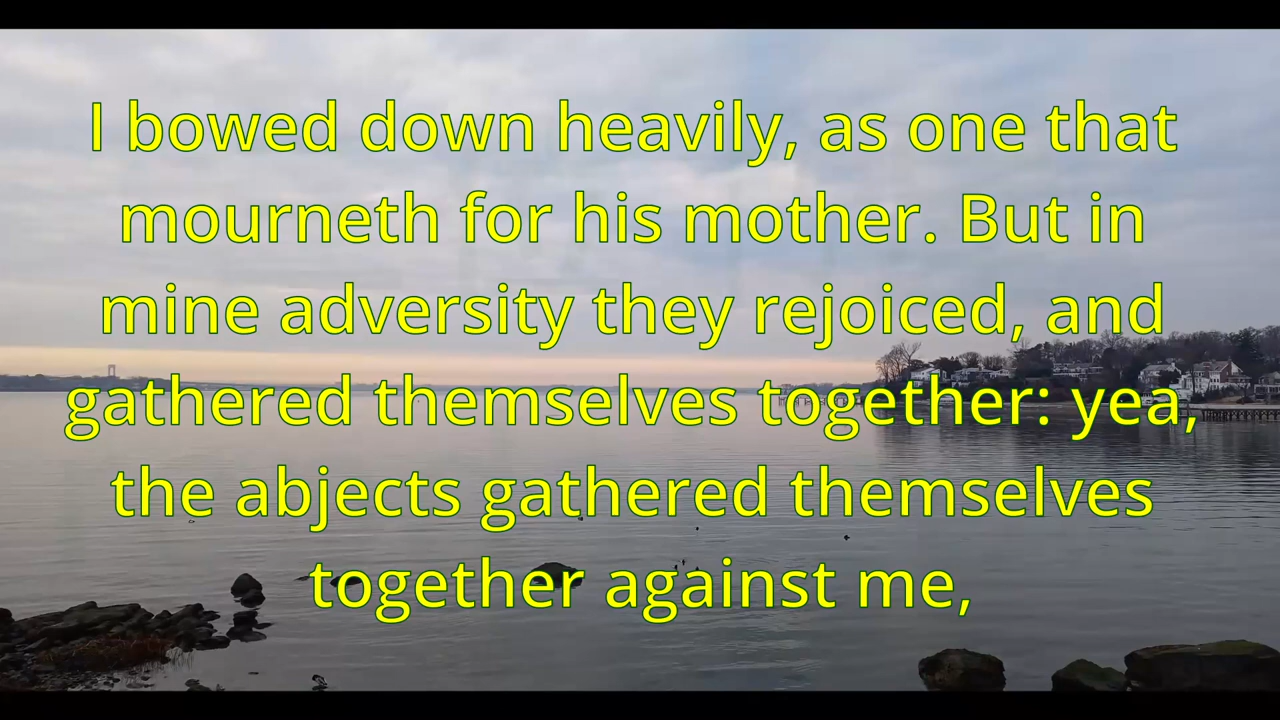 I bowed down heavily, as one that
mourneth for his mother. But in
mine adversity they rejoiced, and
gathered themselves together: yea,
the abjects gathered themselves
together against me,